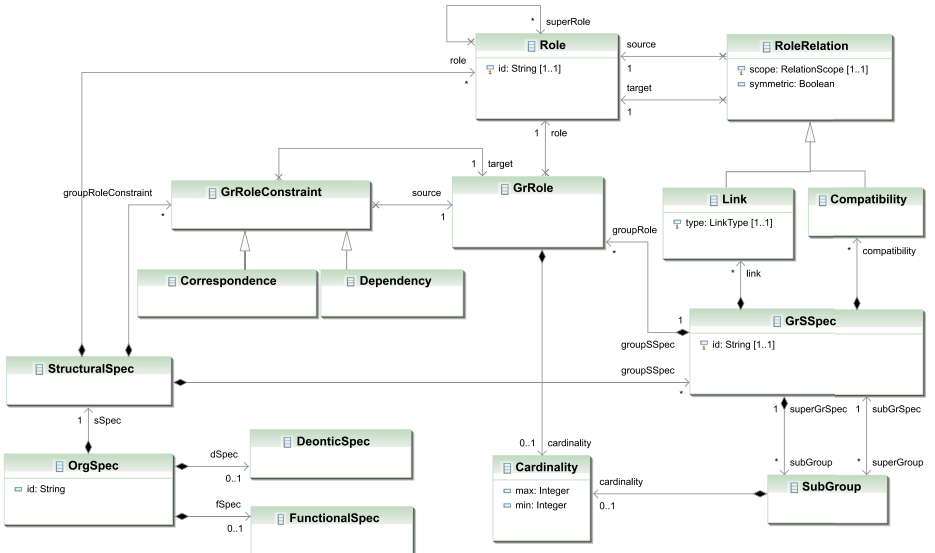 * superRole
Role
id: String [1..1]
role
*
source
1
target
1
RoleRelation
scope: RelationScope [1..1]
symmetric: Boolean
1 role
1 target
groupRoleConstraint
*
GrRoleConstraint
source
1
GrRole
Link
type: LinkType [1..1]
Compatibility
groupRole
*
* link
* compatibility
Correspondence
Dependency
1
groupSSpec
GrSSpec
id: String [1..1]
StructuralSpec
groupSSpec
*
1 sSpec
1 superGrSpec
1 subGrSpec
* subGroup
* superGroup
OrgSpec
id: String
dSpec
0..1
DeonticSpec
fSpec
0..1
FunctionalSpec
0..1 cardinality
Cardinality
max: Integer
min: Integer
cardinality
0..1
SubGroup